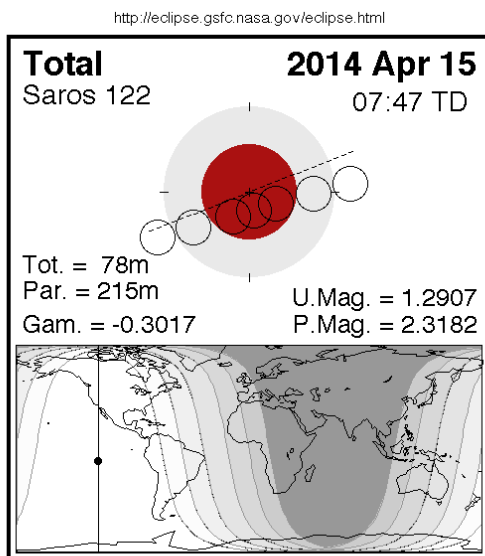 http://eclipse.gsfc.nasa.gov/eclipse.html
Total 2014 Apr 15
Saros 122 07:47 TD
Tot. = 78m
Par. = 215m U.Mag. = 1.2907
Gam. = -0.3017 P.Mag. = 2.3182